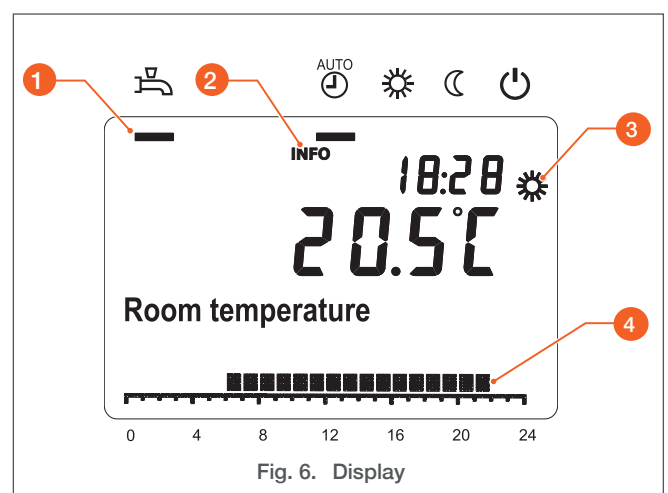 AUTO
1
2
INFO
18:28
3
20.5°C
Room temperature
4
0 4 8 12 16 20 24
Fig. 6. Display